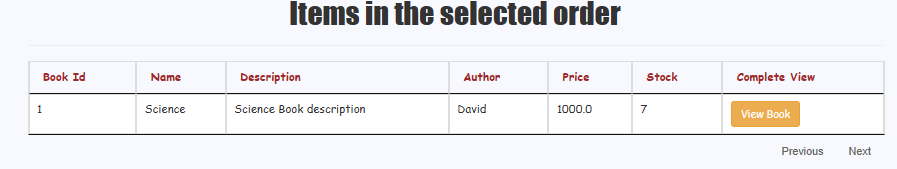 Items in the selected order
Book Id Name Description Author Price Stock Complete View
1 Science Science Book description David 1000.0 7 View Book
Previous Next